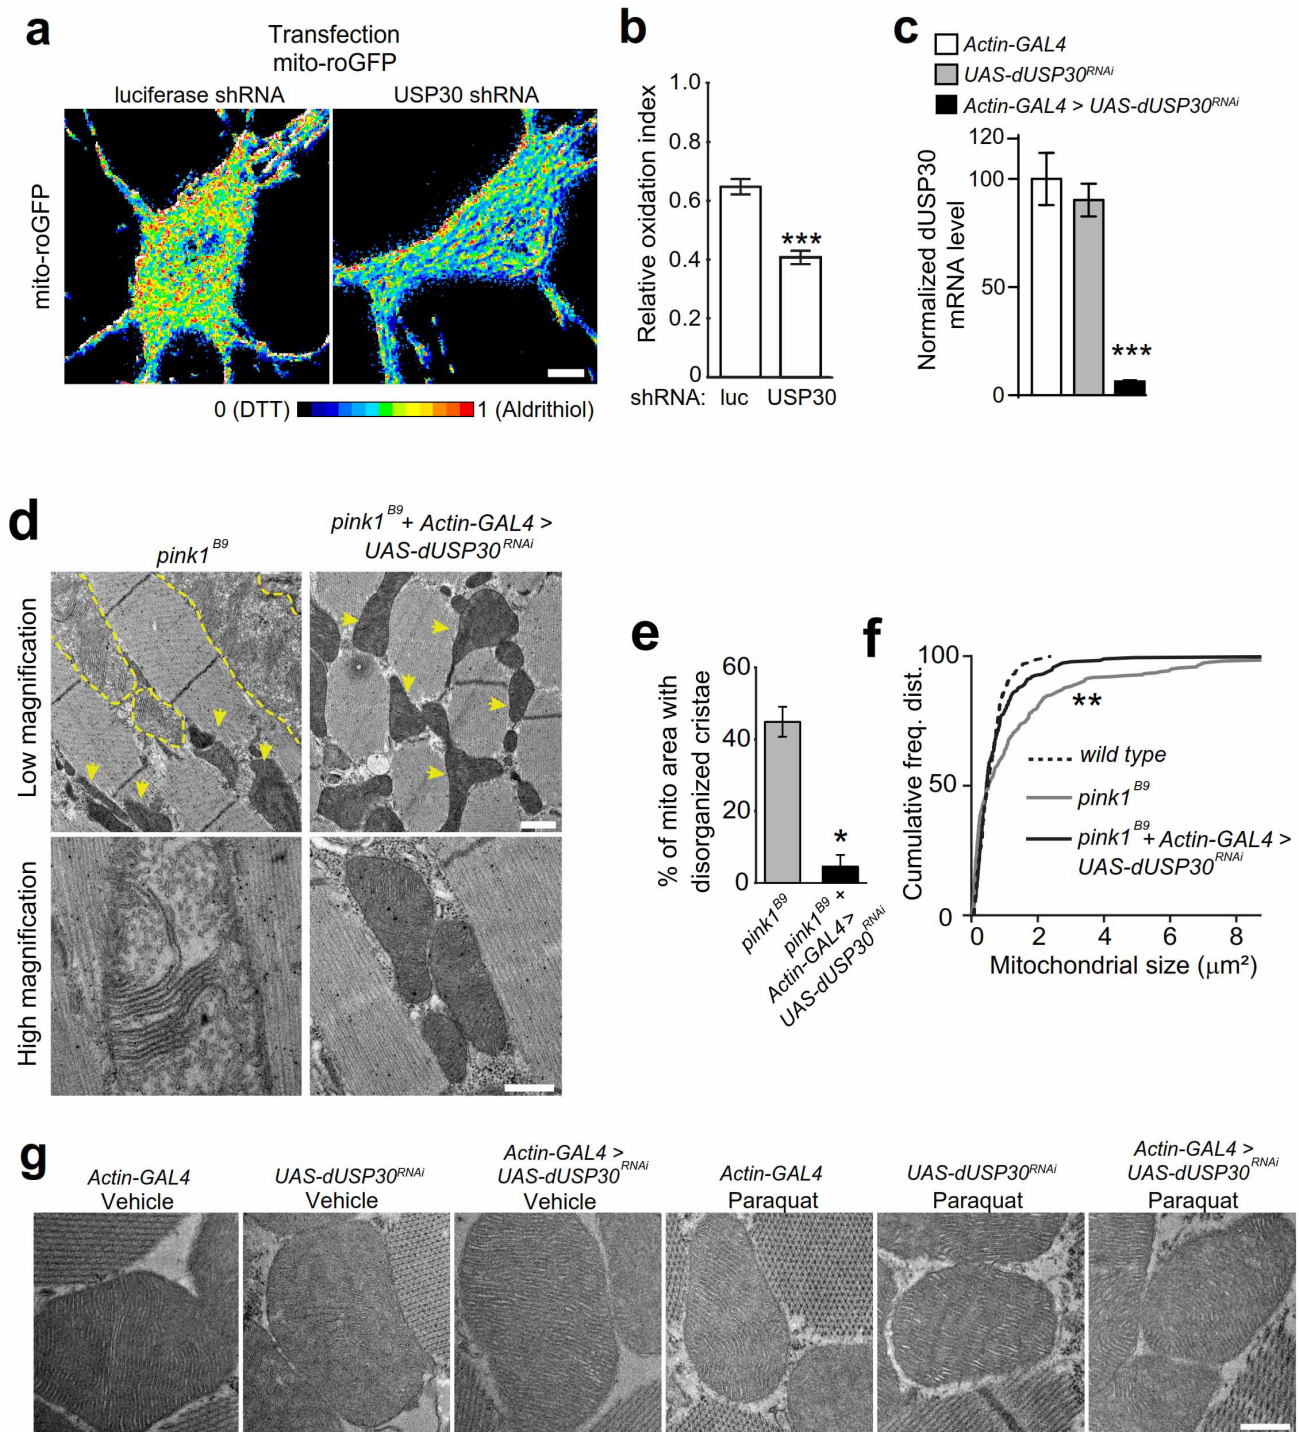 a
Transfection
mito-roGFP
luciferase shRNA
USP30 shRNA
mito-roGFP
0 (DTT)
1 (Aldrithiol)
b
Relative oxidation index
1.0
0.8
0.6
0.4
0.2
0
***
shRNA: luc USP30
c
Actin-GAL4
UAS-dUSP30RNAi
Actin-GAL4 > UAS-dUSP30RNAi
Normalized dUSP30
mRNA level
120
100
50
0
***
d
pink1B9
pink1B9 + Actin-GAL4 >
UAS-dUSP30RNAi
Low magnification
High magnification
e
% of mito area with
disorganized cristae
60
40
20
0
*
pink1B9
pink1B9 +
Actin-GAL4 >
UAS-dUSP30RNAi
f
Cumulative freq. dist.
100
50
0
**
wild type
pink1B9
pink1B9 + Actin-GAL4 >
UAS-dUSP30RNAi
0 2 4 6 8
Mitochondrial size (µm²)
g
Actin-GAL4
Vehicle
UAS-dUSP30RNAi
Vehicle
Actin-GAL4 >
UAS-dUSP30RNAi
Vehicle
Actin-GAL4
Paraquat
UAS-dUSP30RNAi
Paraquat
Actin-GAL4 >
UAS-dUSP30RNAi
Paraquat